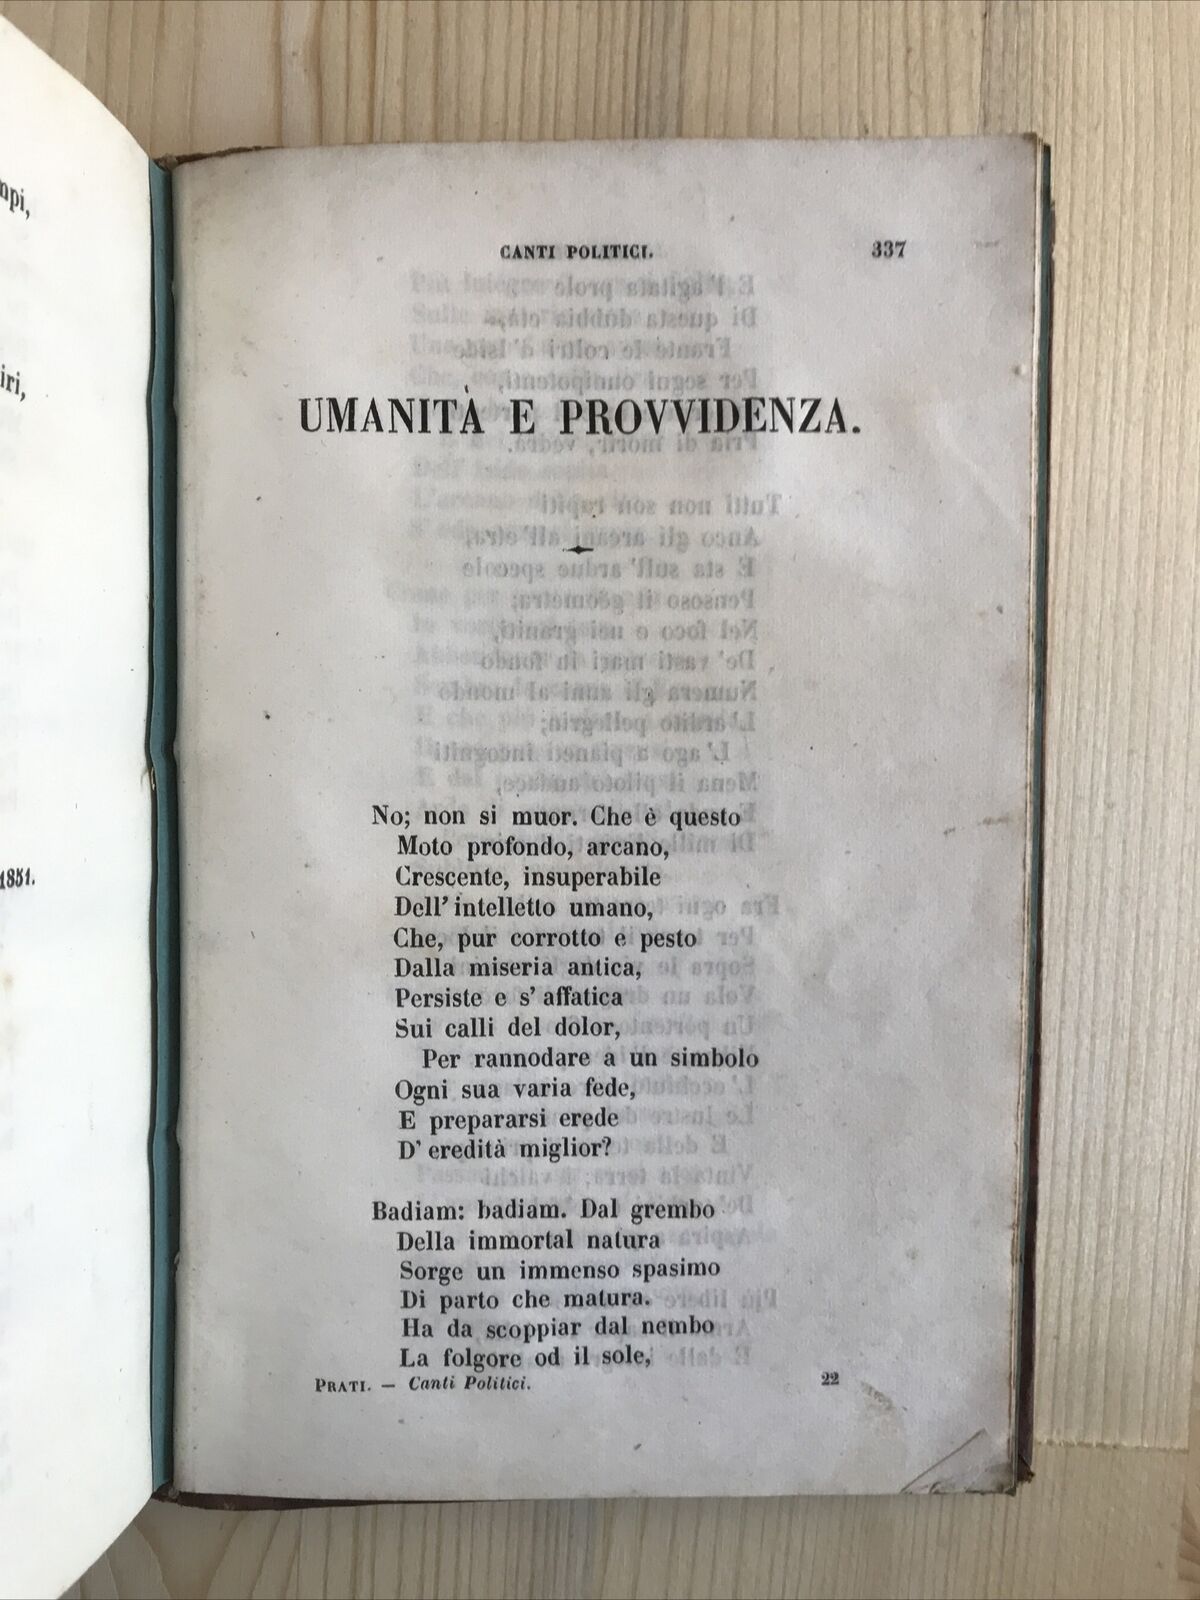 mpi,
iri,
1851.
CANTI POLITICI. 337
UMANITÀ E PROVVIDENZA.
No; non si muor. Che è questo
Moto profondo, arcano,
Crescente, insuperabile
Dell' intelletto umano,
Che, pur corrotto e pesto
Dalla miseria antica,
Persiste e s' affatica
Sui calli del dolor,
Per rannodare a un simbolo
Ogni sua varia fede,
E prepararsi erede
D' eredità miglior?
Badiam: badiam. Dal grembo
Della immortal natura
Sorge un immenso spasimo
Di parto che matura.
Ha da scoppiar dal nembo
La folgore od il sole,
PRATI. — Canti Politici. 22